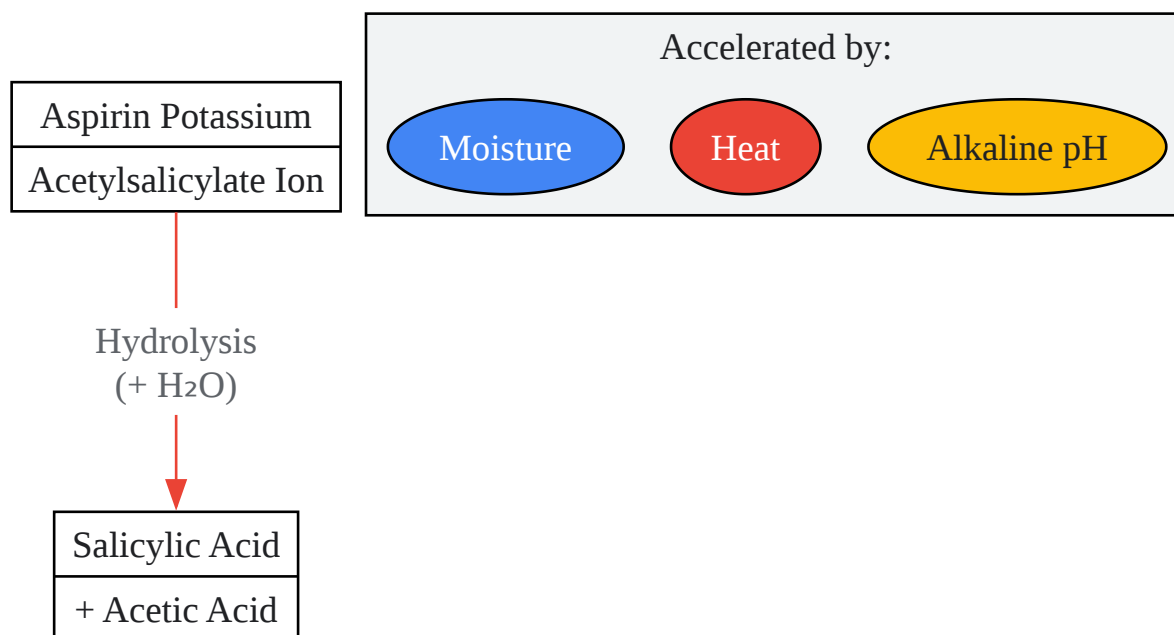 Aspirin Potassium
Acetylsalicylate Ion
Accelerated by:
Moisture
Heat
Alkaline pH
Hydrolysis
(+ H₂O)
Salicylic Acid
+ Acetic Acid